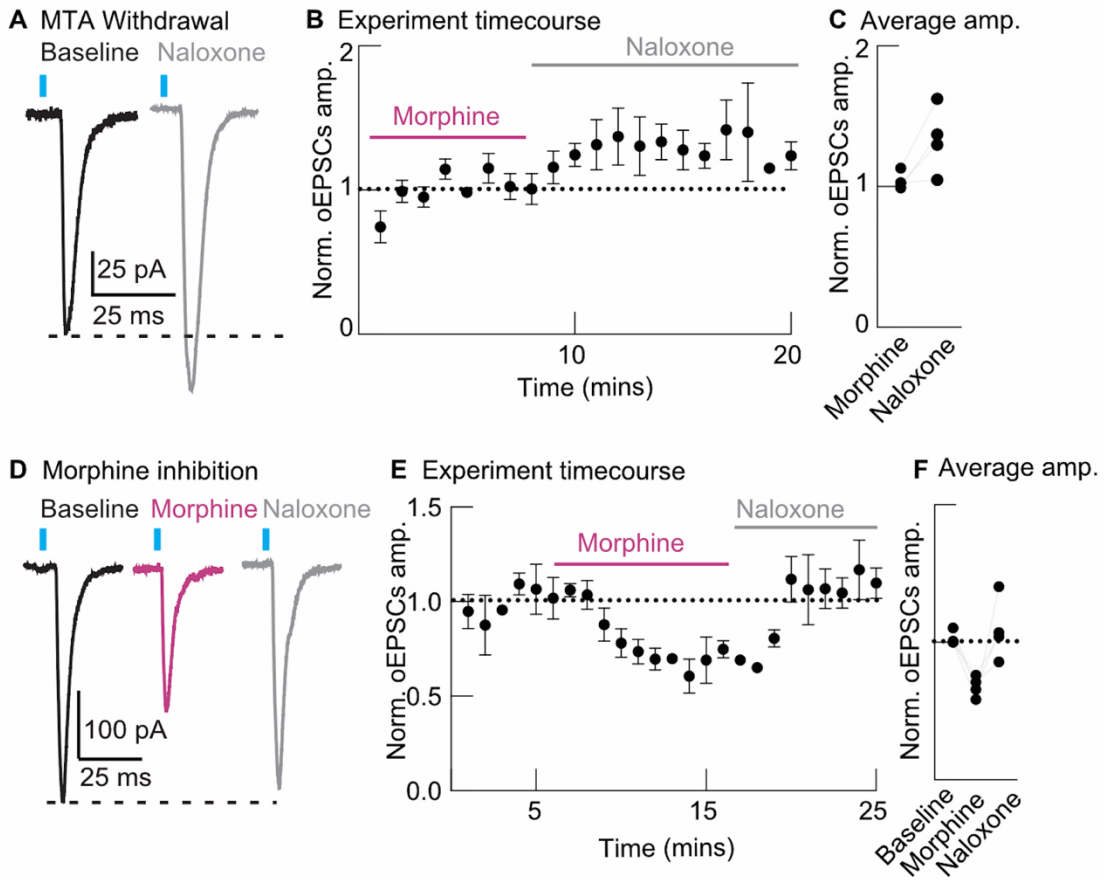 A MTA Withdrawal
Baseline Naloxone
25 pA
25 ms
B Experiment timecourse
Naloxone
Morphine
Norm. oEPSCs amp.
2
1
0
10
20
Time (mins)
C Average amp.
Norm. oEPSCs amp.
2
1
0
Morphine
Naloxone
D Morphine inhibition
Baseline Morphine Naloxone
100 pA
25 ms
E Experiment timecourse
Naloxone
Morphine
Norm. oEPSCs amp.
1.5
1.0
0.5
0.0
5
15
25
Time (mins)
F Average amp.
Norm. oEPSCs amp.
Baseline
Morphine
Naloxone